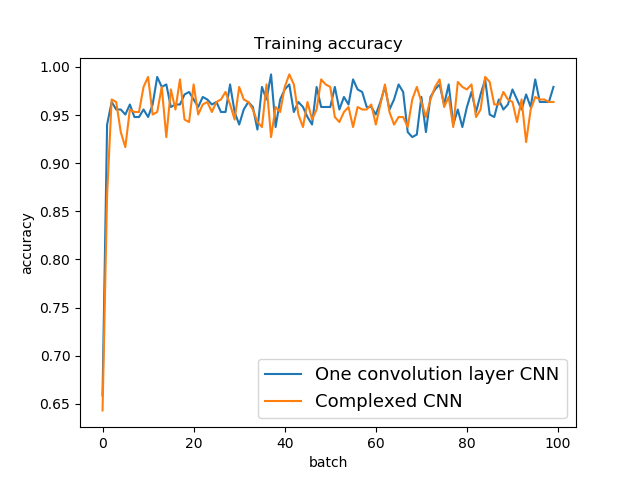 Training accuracy
1.00
0.95
0.90
0.85
0.80
0.75
0.70
0.65
accuracy
One convolution layer CNN
Complexed CNN
0 20 40 60 80 100
batch